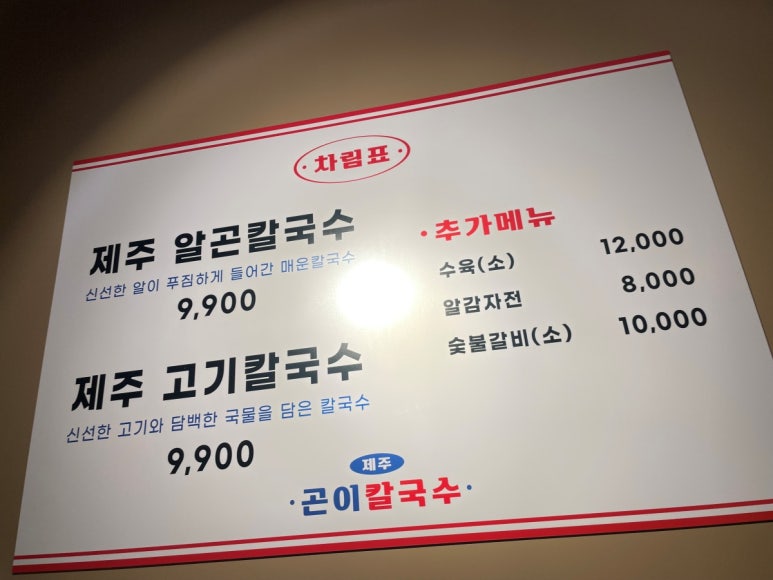 차림표
제주 알곤칼국수
신선한 알이 푸짐하게 들어간 매운칼국수
9,900
제주 고기칼국수
신선한 고기와 담백한 국물을 담은 칼국수
9,900
·추가메뉴
수육(소) 12,000
알감자전 8,000
숯불갈비(소) 10,000
제주
·곤이칼국수·